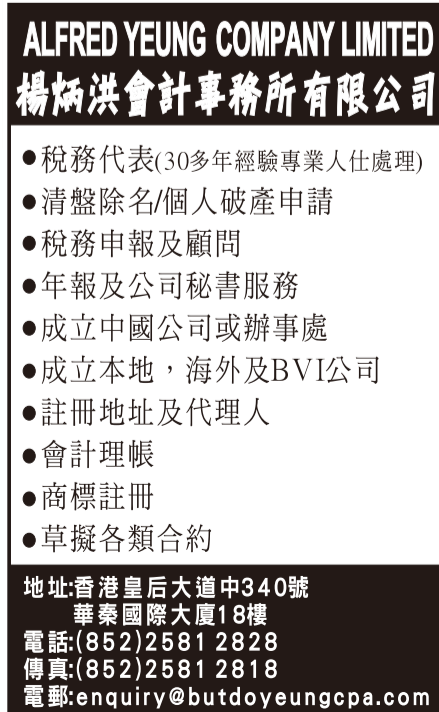 ALFRED YEUNG COMPANY LIMITED
楊炳洪會計事務所有限公司
●稅務代表(30多年經驗專業人仕處理)
●清盤除名/個人破產申請
●稅務申報及顧問
●年報及公司秘書服務
●成立中國公司或辦事處
●成立本地，海外及BVI公司
●註冊地址及代理人
●會計理帳
●商標註冊
●草擬各類合約
地址:香港皇后大道中340號
華秦國際大廈18樓
電話:(852)2581 2828
傳真:(852)2581 2818
電郵:enquiry@butdoyeungcpa.com